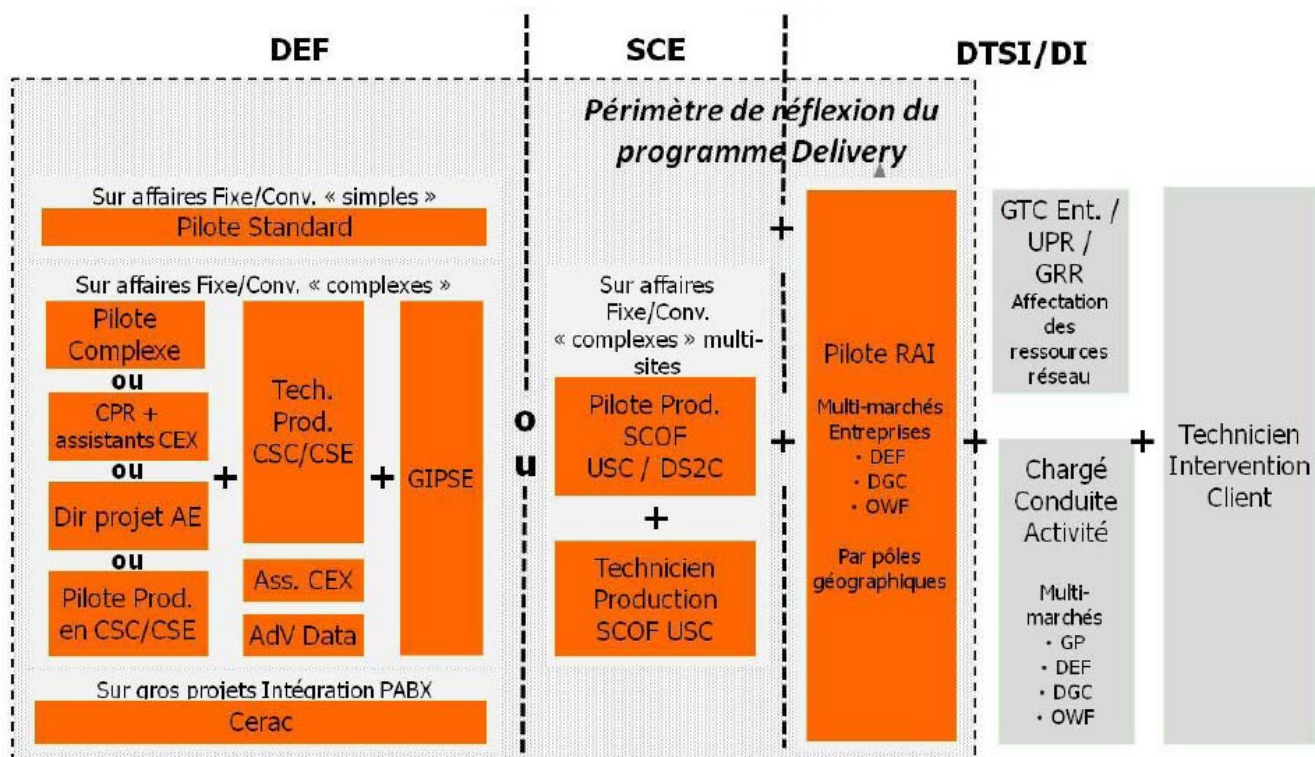 DEF
SCE
DTSI/DI
Périmètre de réflexion du
programme Delivery
Sur affaires Fixe/Conv. « simples »
Pilote Standard
Sur affaires Fixe/Conv. « complexes »
Pilote
Complexe
ou
CPR +
assistants CEX
ou
Dir projet AE
ou
Pilote Prod.
en CSC/CSE
+
Tech.
Prod.
CSC/CSE
Ass. CEX
AdV Data
+
GIPSE
Sur gros projets Intégration PABX
Cerac
o
u
Sur affaires
Fixe/Conv.
« complexes » multi-
sites
Pilote Prod.
SCOF
USC / DS2C
+
Technicien
Production
SCOF USC
+
+
Pilote RAI
Multi-marchés
Entreprises
• DEF
• DGC
• OWF
Par pôles
géographiques
+
GTC Ent. /
UPR /
GRR
Affectation
des
ressources
réseau
Chargé
Conduite
Activité
Multi-
marchés
• GP
• DEF
• DGC
• OWF
+
Technicien
Intervention
Client